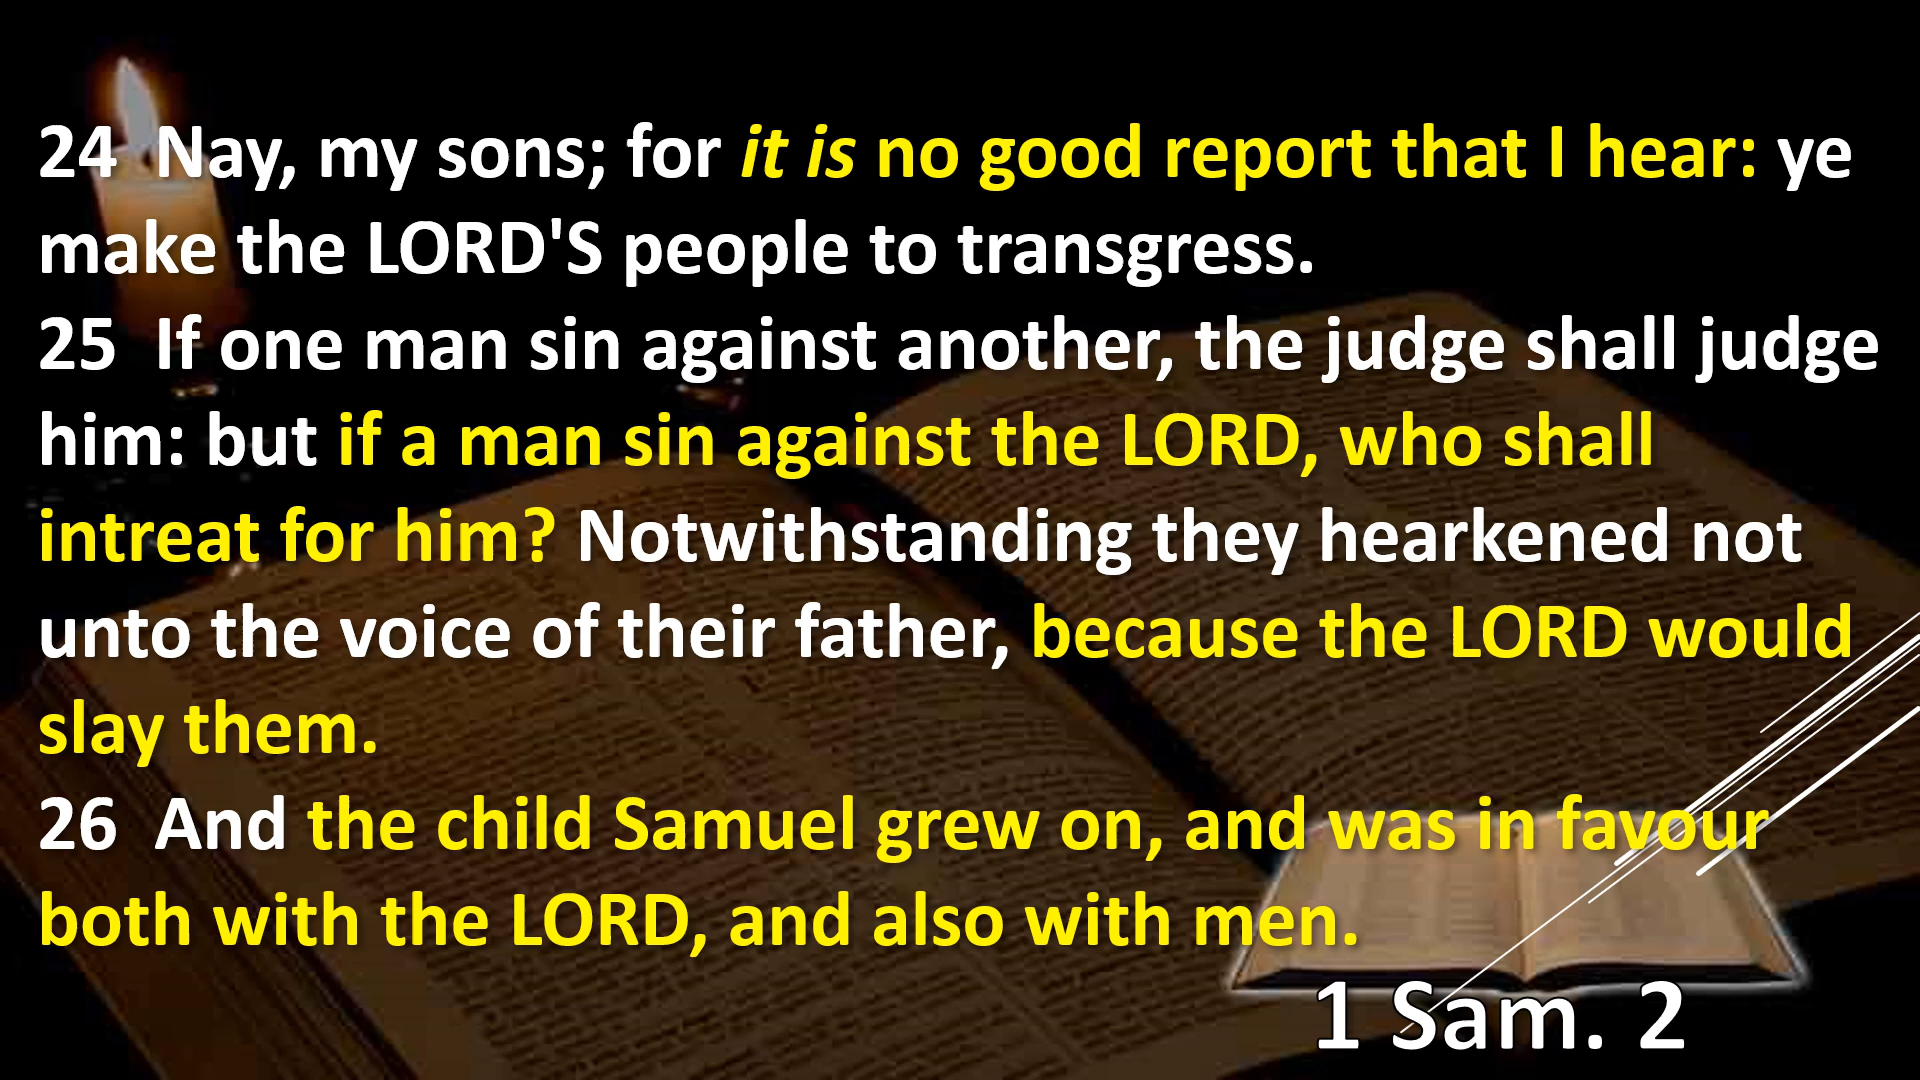 24  Nay, my sons; for it is no good report that I hear: ye
make the LORD'S people to transgress.
25  If one man sin against another, the judge shall judge
him: but if a man sin against the LORD, who shall
intreat for him? Notwithstanding they hearkened not
unto the voice of their father, because the LORD would
slay them.
26  And the child Samuel grew on, and was in favour
both with the LORD, and also with men.
1 Sam. 2